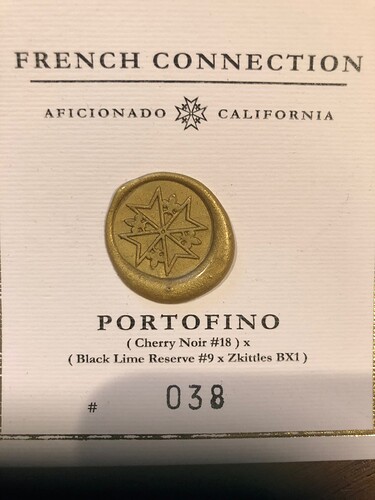 FRENCH CONNECTION
AFICIONADO CALIFORNIA
PORTOFINO
( Cherry Noir #18 ) x
( Black Lime Reserve #9 x Zkittles BX1 )
# 038